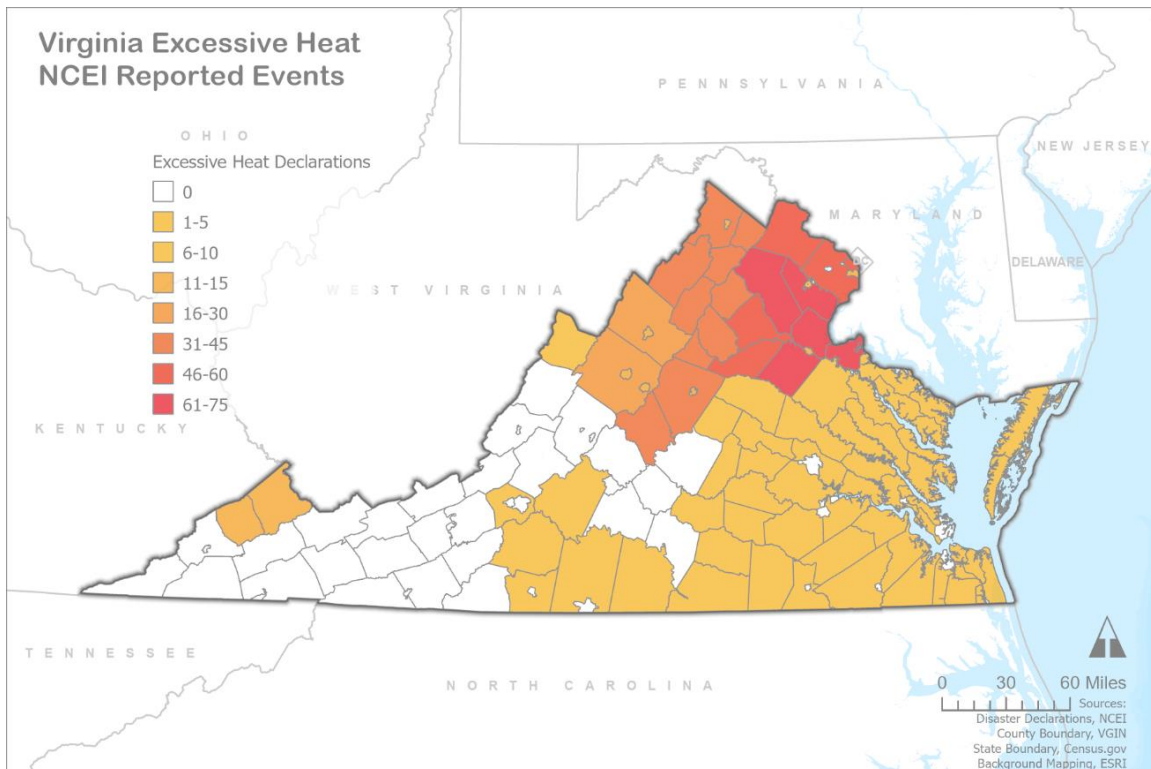 Virginia Excessive Heat
NCEI Reported Events
PENNSYLVANIA
OHIO
NEW JERSEY
Excessive Heat Declarations
0
1-5
6-10
11-15
16-30
31-45
46-60
61-75
MARYLAND
DC
DELAWARE
WEST VIRGINIA
KENTUCKY
TENNESSEE
NORTH CAROLINA
0 30 60 Miles
Sources:
Disaster Declarations, NCEI
County Boundary, VGIN
State Boundary, Census.gov
Background Mapping, ESRI